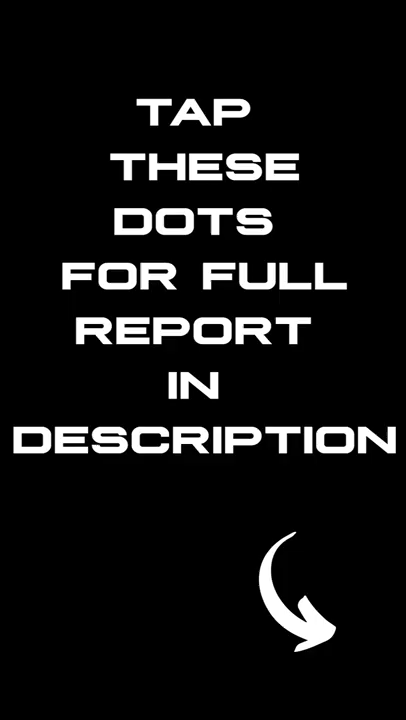 TAP
THESE
DOTS
FOR FULL
REPORT
IN
DESCRIPTION